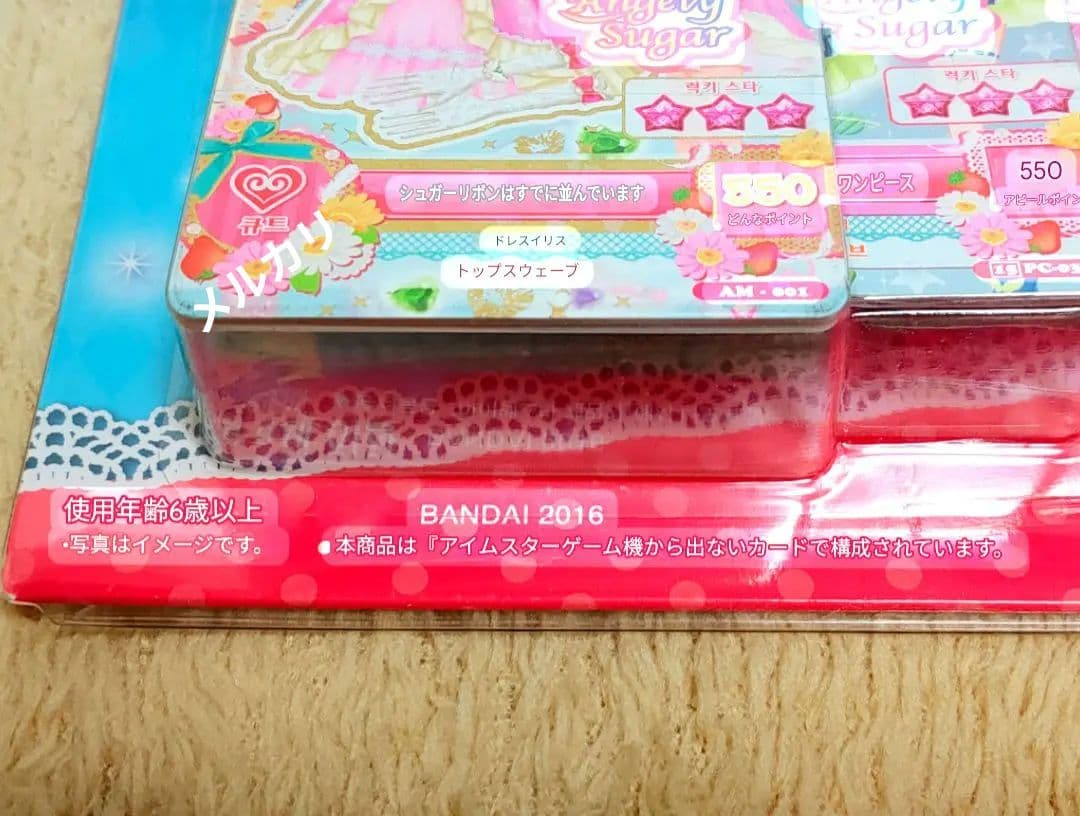 Angely
Sugar
Angely
Sugar
럭키 스타
럭키 스타
シュガーリボンはすでに並んでいます
550
どんなポイント
ワンピース
550
アピールポイン
큐트
ドレスイリス
トップスウェーブ
브
AM - 001
15 PC-03
メルカリ
使用年齢6歳以上
・写真はイメージです。
BANDAI 2016
●本商品は『アイムスターゲーム機から出ないカードで構成されています。